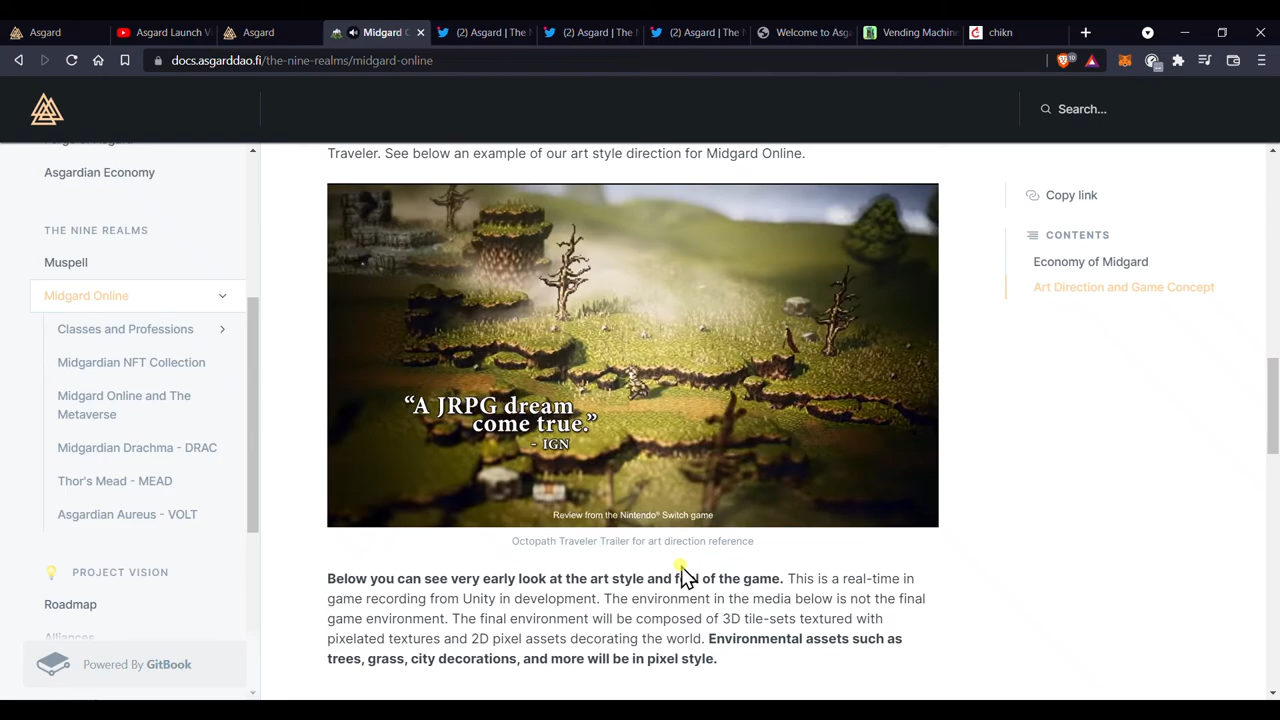 Asgard
Asgard Launch Vi
Asgard
Midgard O
(2) Asgard | The N
(2) Asgard | The N
(2) Asgard | The N
Welcome to Asga
Vending Machine
chikn
docs.asgarddao.fi/the-nine-realms/midgard-online
10
Search...
Asgardian Economy
THE NINE REALMS
Muspell
Midgard Online
Classes and Professions
Midgardian NFT Collection
Midgard Online and The
Metaverse
Midgardian Drachma - DRAC
Thor's Mead - MEAD
Asgardian Aureus - VOLT
PROJECT VISION
Roadmap
Alliances
Powered By GitBook
Traveler. See below an example of our art style direction for Midgard Online.
“A JRPG dream
come true.”
- IGN
Review from the Nintendo® Switch game
Octopath Traveler Trailer for art direction reference
Below you can see very early look at the art style and of the game. This is a real-time in
game recording from Unity in development. The environment in the media below is not the final
game environment. The final environment will be composed of 3D tile-sets textured with
pixelated textures and 2D pixel assets decorating the world. Environmental assets such as
trees, grass, city decorations, and more will be in pixel style.
Copy link
CONTENTS
Economy of Midgard
Art Direction and Game Concept